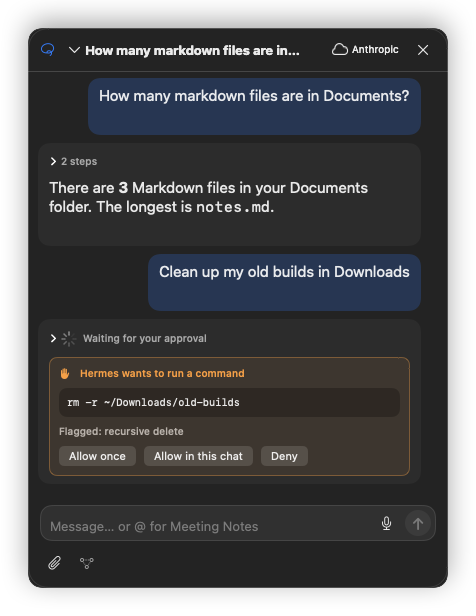 How many markdown files are in...
Anthropic
How many markdown files are in Documents?
2 steps
There are 3 Markdown files in your Documents
folder. The longest is notes.md.
Clean up my old builds in Downloads
Waiting for your approval
Hermes wants to run a command
rm -r ~/Downloads/old-builds
Flagged: recursive delete
Allow once
Allow in this chat
Deny
Message... or @ for Meeting Notes